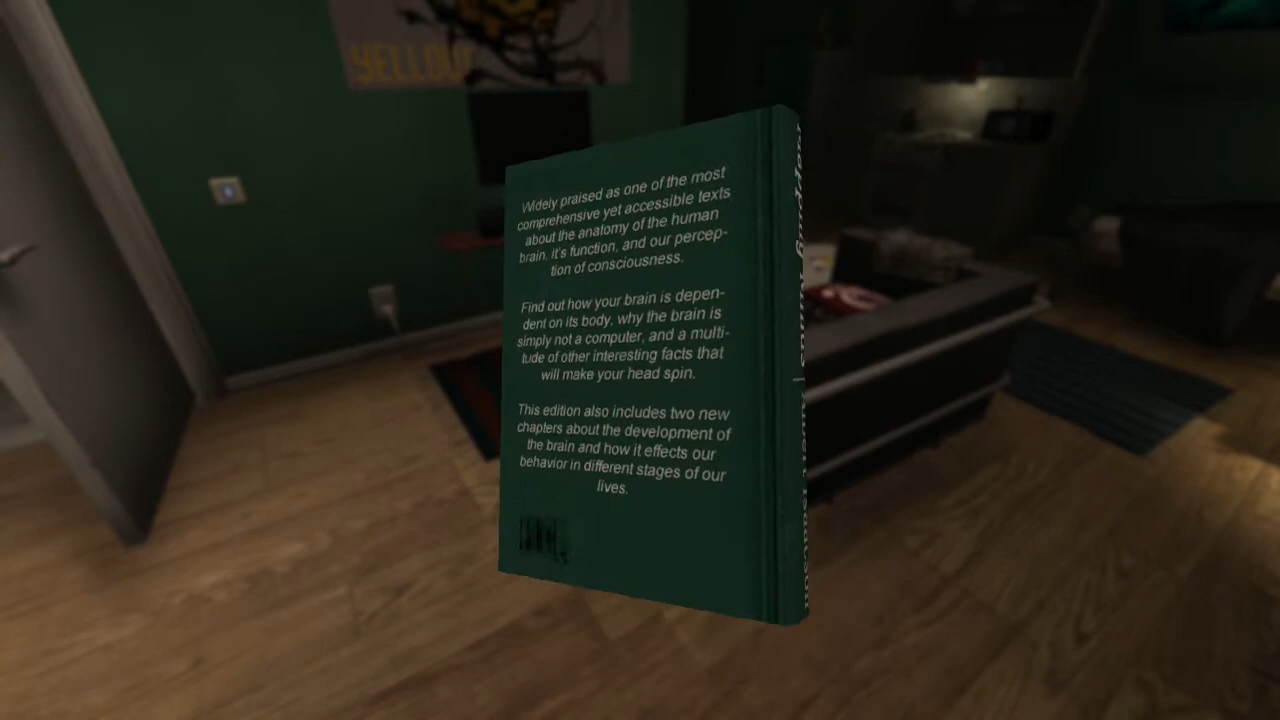 YELLOW
Widely praised as one of the most
comprehensive yet accessible texts
about the anatomy of the human
brain, it's function, and our percep-
tion of consciousness.
Find out how your brain is depen-
dent on its body, why the brain is
simply not a computer, and a multi-
tude of other interesting facts that
will make your head spin.
This edition also includes two new
chapters about the development of
the brain and how it effects our
behavior in different stages of our
lives.